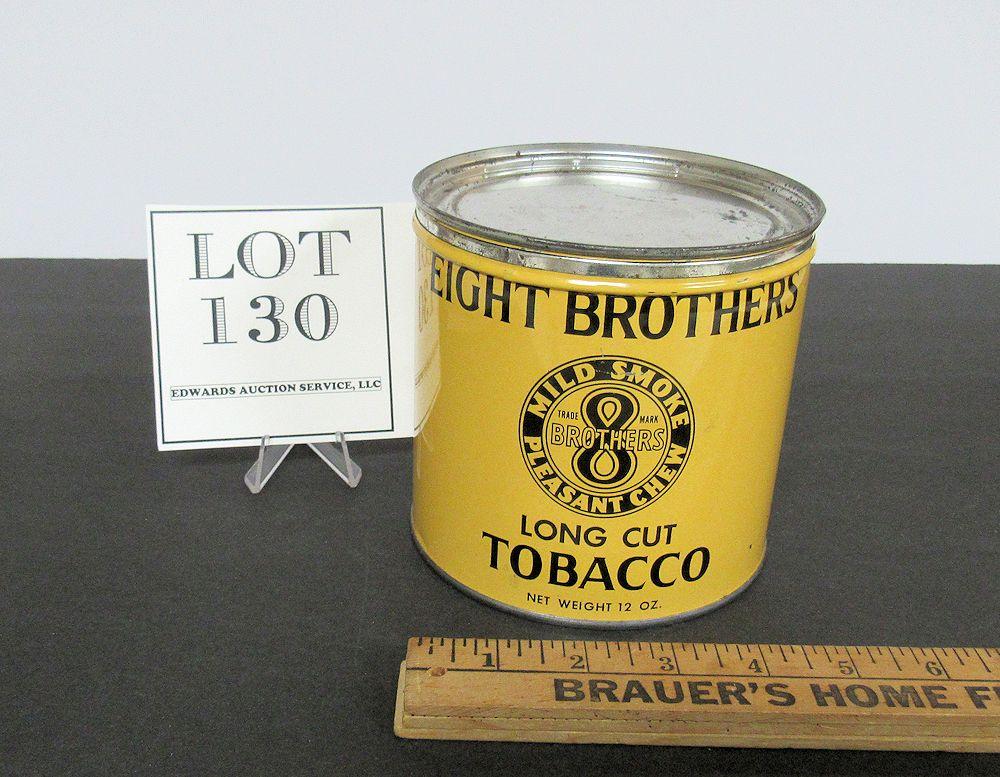 LOT
130
EDWARDS AUCTION SERVICE, LLC
EIGHT BROTHERS
MILD SMOKE
TRADE MARK
8
BROTHERS
PLEASANT CHEW
LONG CUT
TOBACCO
NET WEIGHT 12 OZ.
1 2 3 4 5 6
BRAUER'S HOME F